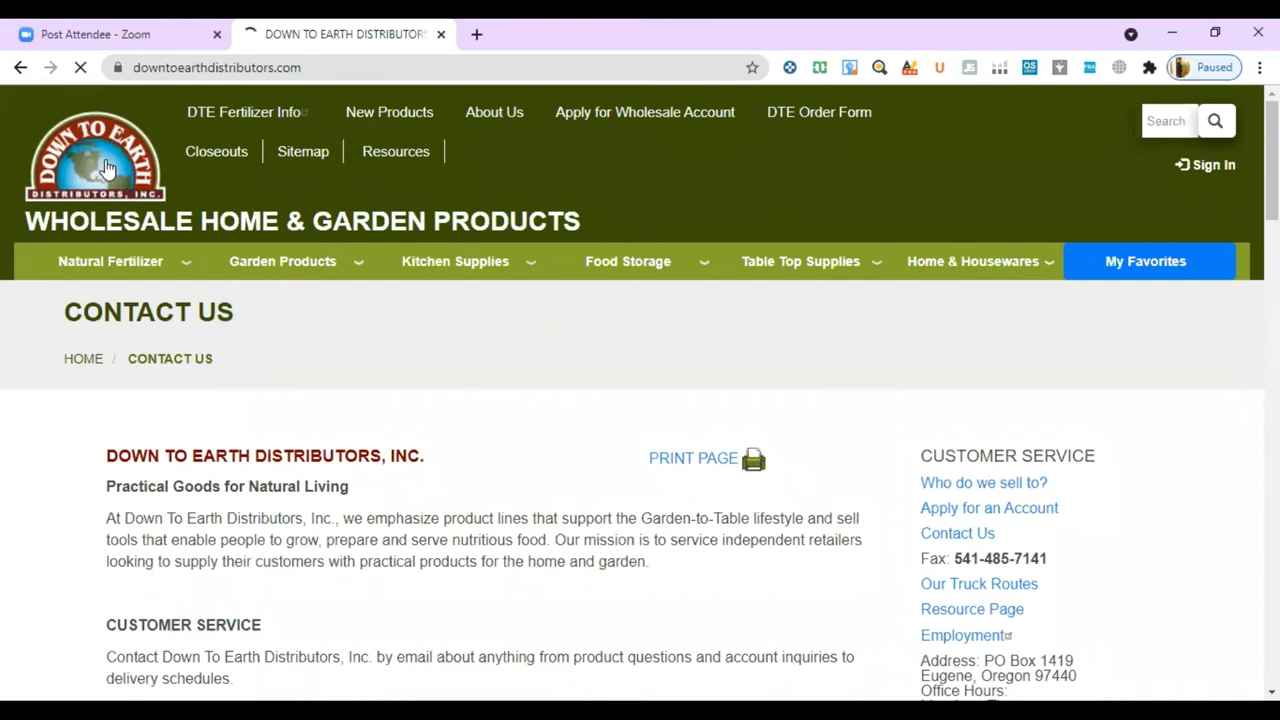 Post Attendee - Zoom
DOWN TO EARTH DISTRIBUTORS
downtoearthdistributors.com
Paused
DTE Fertilizer Info
New Products
About Us
Apply for Wholesale Account
DTE Order Form
Search
Closeouts
Sitemap
Resources
Sign In
DOWN TO EARTH
DISTRIBUTORS, INC.
WHOLESALE HOME & GARDEN PRODUCTS
Natural Fertilizer
Garden Products
Kitchen Supplies
Food Storage
Table Top Supplies
Home & Housewares
My Favorites
CONTACT US
HOME / CONTACT US
DOWN TO EARTH DISTRIBUTORS, INC.
PRINT PAGE
Practical Goods for Natural Living
At Down To Earth Distributors, Inc., we emphasize product lines that support the Garden-to-Table lifestyle and sell
tools that enable people to grow, prepare and serve nutritious food. Our mission is to service independent retailers
looking to supply their customers with practical products for the home and garden.
CUSTOMER SERVICE
Contact Down To Earth Distributors, Inc. by email about anything from product questions and account inquiries to
delivery schedules.
CUSTOMER SERVICE
Who do we sell to?
Apply for an Account
Contact Us
Fax: 541-485-7141
Our Truck Routes
Resource Page
Employment
Address: PO Box 1419
Eugene, Oregon 97440
Office Hours: